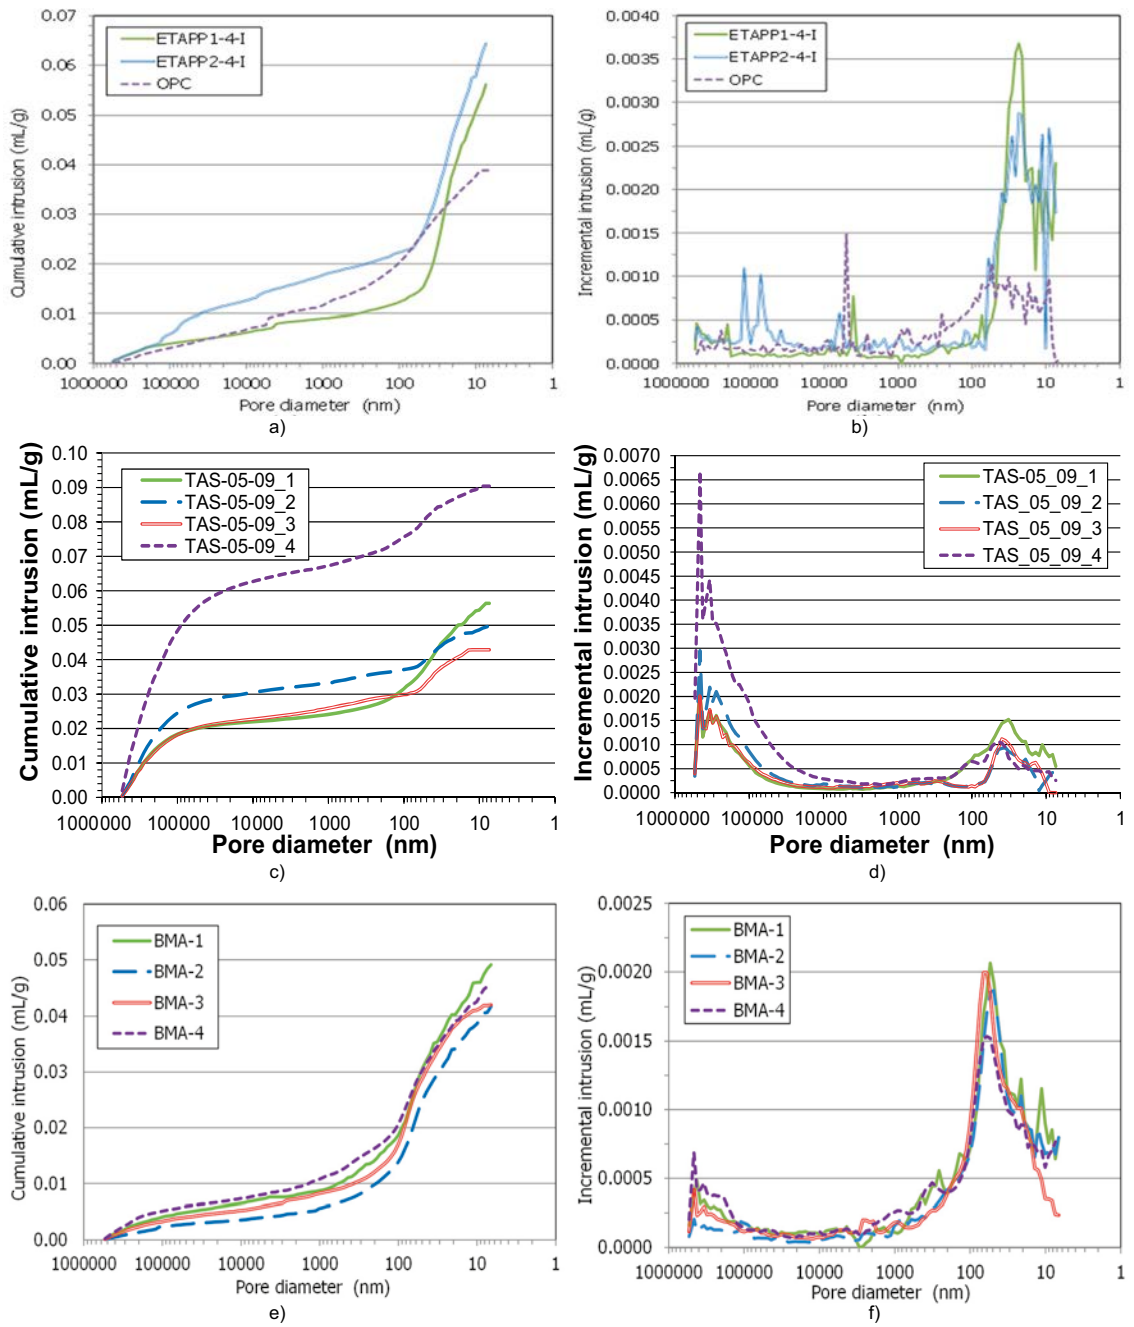 0.07
0.06
0.05
0.04
0.03
0.02
0.01
0.00
Cumulative intrusion (mL/g)
ETAPP1-4-I
ETAPP2-4-I
OPC
1000000 100000 10000 1000 100 10 1
Pore diameter (nm)
a)
0.0040
0.0035
0.0030
0.0025
0.0020
0.0015
0.0010
0.0005
0.0000
Incremental intrusion (mL/g)
ETAPP1-4-I
ETAPP2-4-I
OPC
1000000 100000 10000 1000 100 10 1
Pore diameter (nm)
b)
0.10
0.09
0.08
0.07
0.06
0.05
0.04
0.03
0.02
0.01
0.00
Cumulative intrusion (mL/g)
TAS-05-09_1
TAS-05-09_2
TAS-05-09_3
TAS-05-09_4
1000000 100000 10000 1000 100 10 1
Pore diameter (nm)
c)
0.0070
0.0065
0.0060
0.0055
0.0050
0.0045
0.0040
0.0035
0.0030
0.0025
0.0020
0.0015
0.0010
0.0005
0.0000
Incremental intrusion (mL/g)
TAS-05_09_1
TAS_05_09_2
TAS_05_09_3
TAS_05_09_4
1000000 100000 10000 1000 100 10 1
Pore diameter (nm)
d)
0.06
0.05
0.04
0.03
0.02
0.01
0.00
Cumulative intrusion (mL/g)
BMA-1
BMA-2
BMA-3
BMA-4
1000000 100000 10000 1000 100 10 1
Pore diameter (nm)
e)
0.0025
0.0020
0.0015
0.0010
0.0005
0.0000
Incremental intrusion (mL/g)
BMA-1
BMA-2
BMA-3
BMA-4
1000000 100000 10000 1000 100 10 1
Pore diameter (nm)
f)